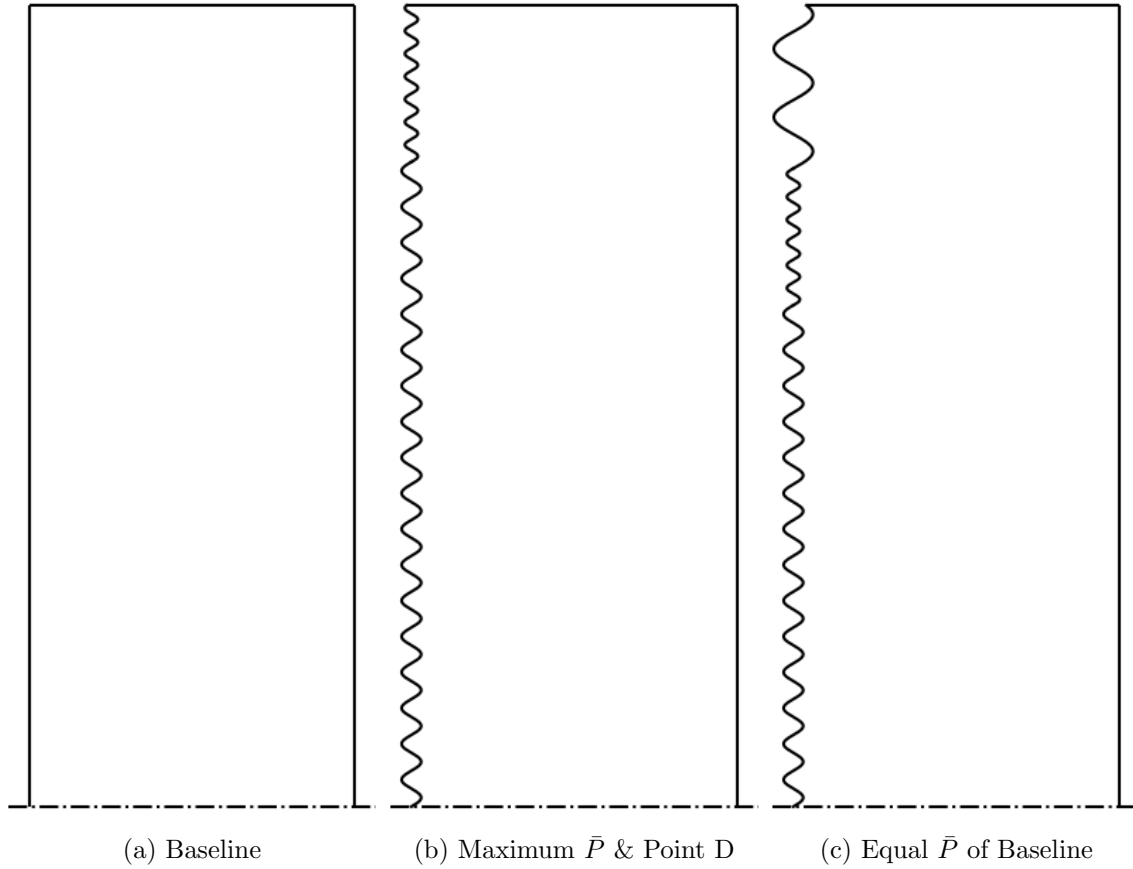 (a) Baseline
(b) Maximum P̄ & Point D
(c) Equal P̄ of Baseline